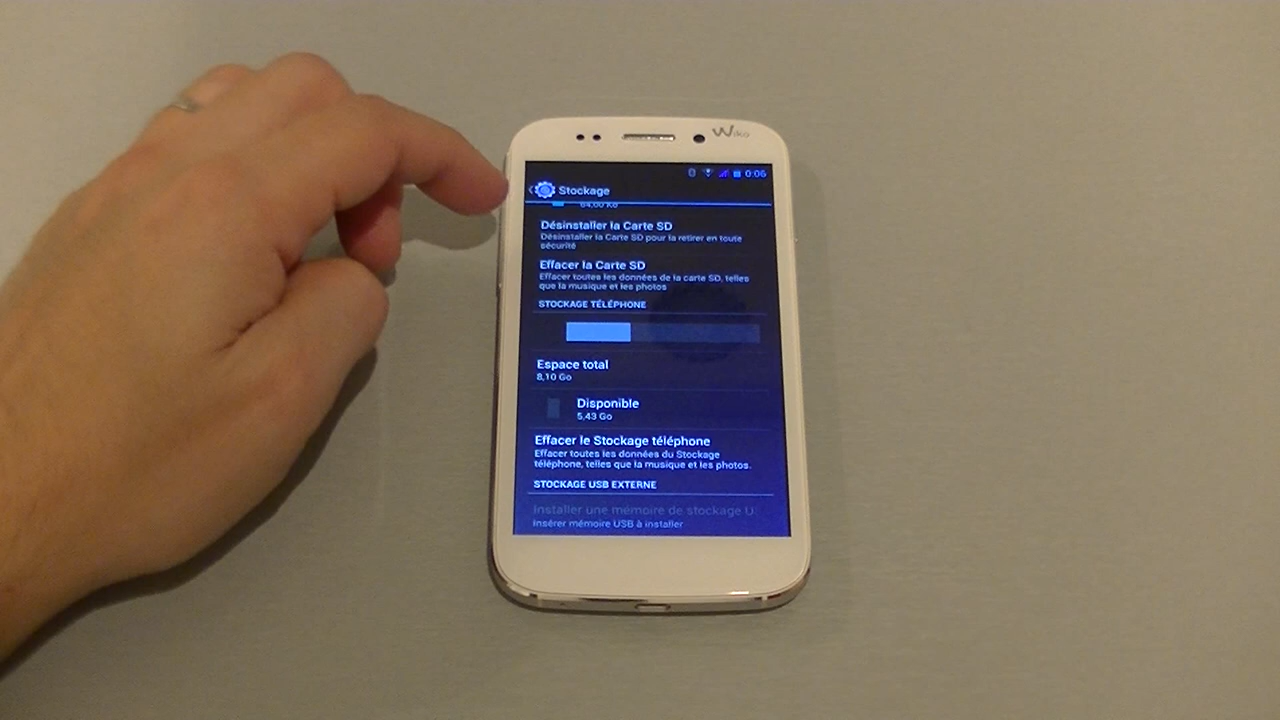 Wiko
0:06
Stockage
64,00 Ko
Désinstaller la Carte SD
Désinstaller la Carte SD pour la retirer en toute
sécurité
Effacer la Carte SD
Effacer toutes les données de la carte SD, telles
que la musique et les photos
STOCKAGE TÉLÉPHONE
Espace total
8,10 Go
Disponible
5,43 Go
Effacer le Stockage téléphone
Effacer toutes les données du Stockage
téléphone, telles que la musique et les photos.
STOCKAGE USB EXTERNE
Installer une mémoire de stockage U
Insérer mémoire USB à installer